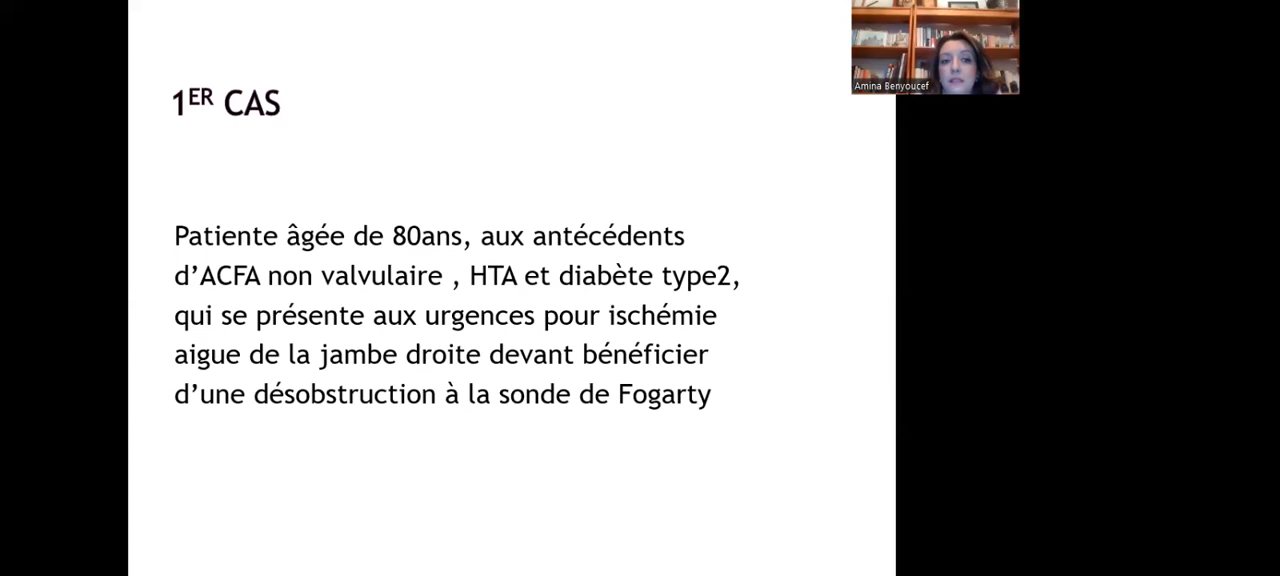 1ER CAS
Patiente âgée de 80ans, aux antécédents
d’ACFA non valvulaire , HTA et diabète type2,
qui se présente aux urgences pour ischémie
aigue de la jambe droite devant bénéficier
d’une désobstruction à la sonde de Fogarty
Amina Benyoucef